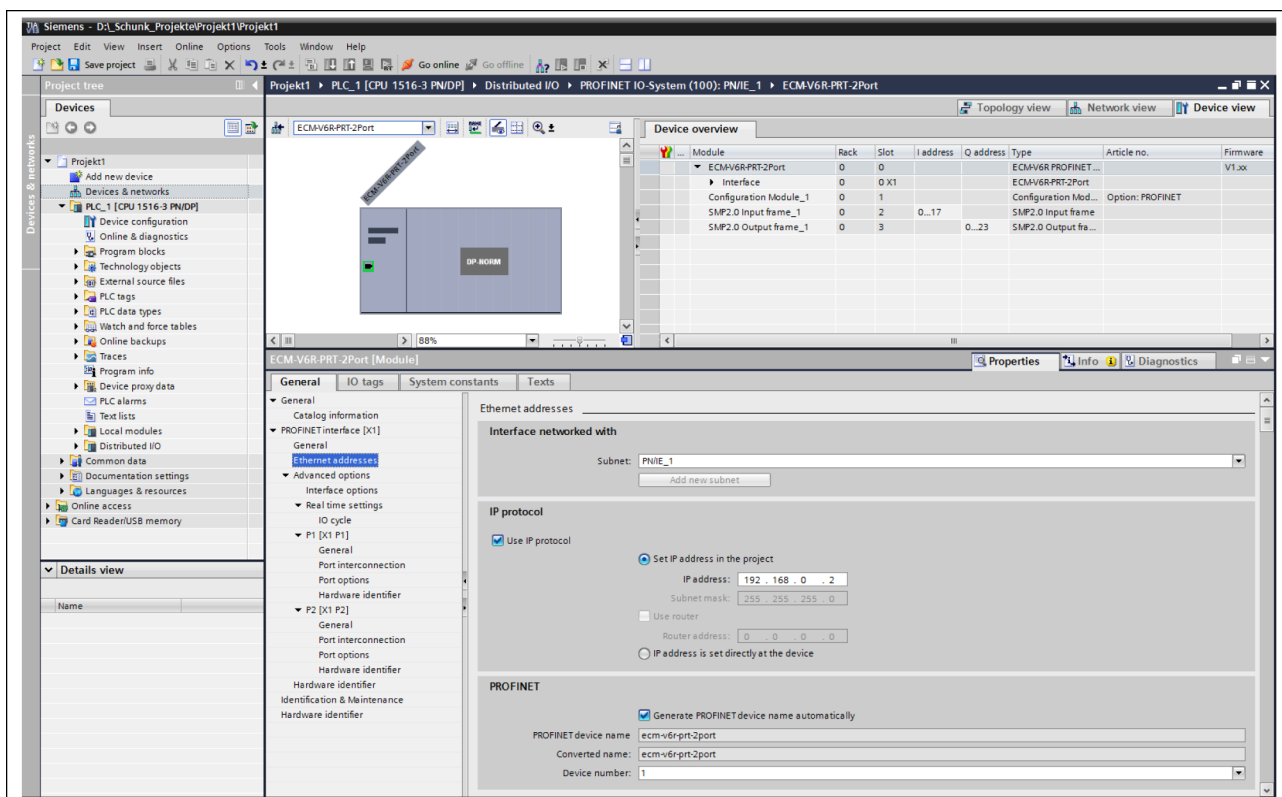 Siemens - D:\_Schunk_Projekte\Projekt1\Projekt1
Project Edit View Insert Online Options Tools Window Help
Save project Go online Go offline
Project tree
Projekt1 PLC_1 [CPU 1516-3 PN/DP] Distributed I/O PROFINET IO-System (100): PN/IE_1 ECM-V6R-PRT-2Port
Devices
Topology view Network view Device view
Devices & networks
Projekt1
Add new device
Devices & networks
PLC_1 [CPU 1516-3 PN/DP]
Device configuration
Online & diagnostics
Program blocks
Technology objects
External source files
PLC tags
PLC data types
Watch and force tables
Online backups
Traces
Program info
Device proxy data
PLC alarms
Text lists
Local modules
Distributed I/O
Common data
Documentation settings
Languages & resources
Online access
Card Reader/USB memory
Details view
Name
ECM-V6R-PRT-2Port
ECM-V6R-PRT-2Port
DP-NORM
88%
Device overview
... Module Rack Slot I address Q address Type Article no. Firmware
ECM-V6R-PRT-2Port 0 0 ECM-V6R PROFINET... V1.xx
Interface 0 0 X1 ECM-V6R-PRT-2Port
Configuration Module_1 0 1 Configuration Mod... Option: PROFINET
SMP2.0 Input frame_1 0 2 0...17 SMP2.0 Input frame
SMP2.0 Output frame_1 0 3 0...23 SMP2.0 Output fra...
ECM-V6R-PRT-2Port [Module]
Properties Info Diagnostics
General IO tags System constants Texts
General
Catalog information
PROFINET interface [X1]
General
Ethernet addresses
Advanced options
Interface options
Real time settings
IO cycle
P1 [X1 P1]
General
Port interconnection
Port options
Hardware identifier
P2 [X1 P2]
General
Port interconnection
Port options
Hardware identifier
Hardware identifier
Identification & Maintenance
Hardware identifier
Ethernet addresses
Interface networked with
Subnet: PN/IE_1
Add new subnet
IP protocol
Use IP protocol
Set IP address in the project
IP address: 192 . 168 . 0 . 2
Subnet mask: 255 . 255 . 255 . 0
Use router
Router address: 0 . 0 . 0 . 0
IP address is set directly at the device
PROFINET
Generate PROFINET device name automatically
PROFINET device name ecm-v6r-prt-2port
Converted name: ecm-v6r-prt-2port
Device number: 1